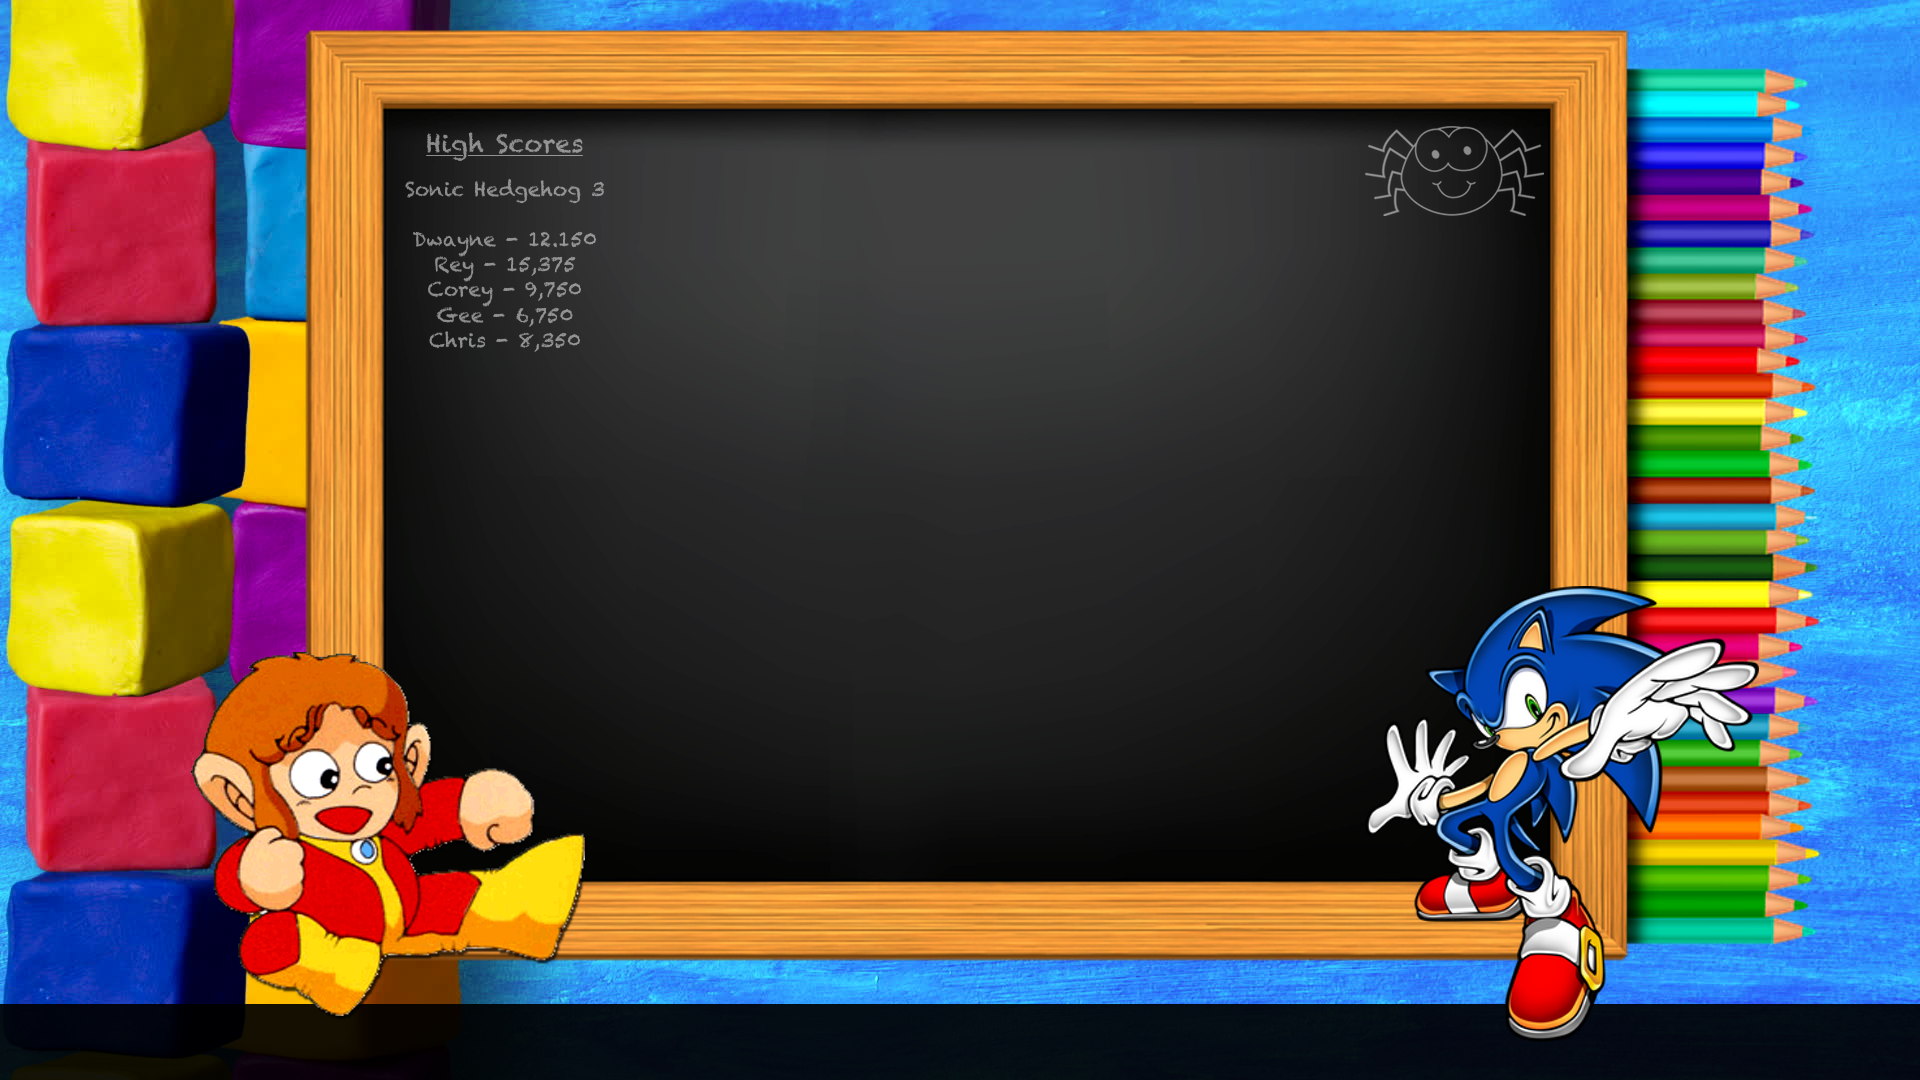 High Scores
Sonic Hedgehog 3
Dwayne - 12.150
Rey - 15,375
Corey - 9,750
Gee - 6,750
Chris - 8,350